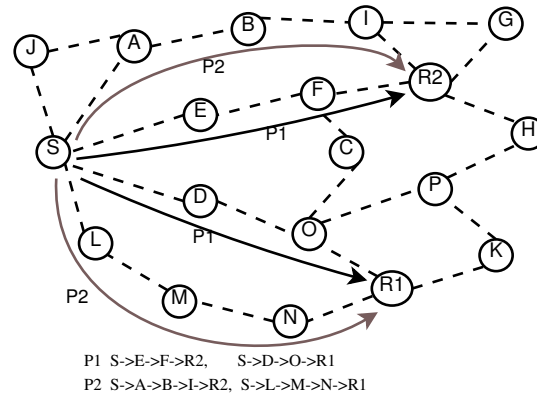 G
I
B
A
J
P2
R2
F
E
P1
H
S
C
P
D
P1
O
L
K
R1
P2
M
N
P1 S->E->F->R2, S->D->O->R1
P2 S->A->B->I->R2, S->L->M->N->R1